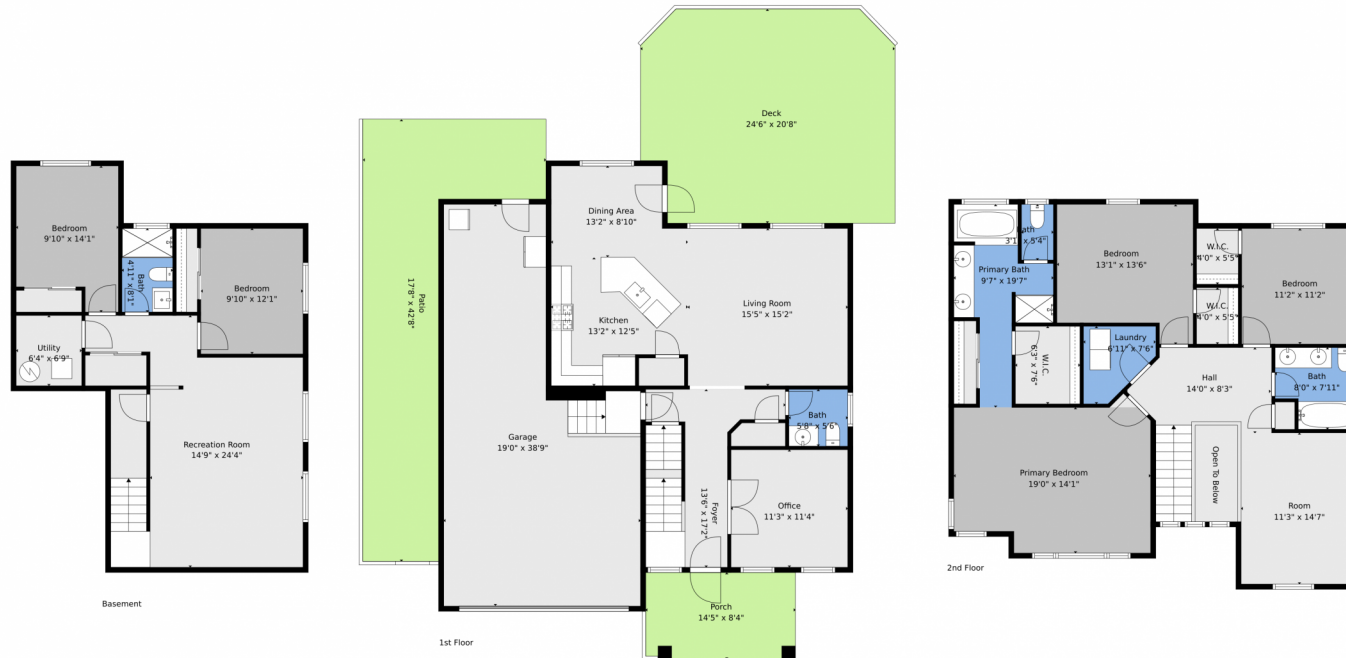 Bedroom
9'10" x 14'1"
Bath
4'11" x 8'1"
Bedroom
9'10" x 12'1"
Utility
6'4" x 6'9"
Recreation Room
14'9" x 24'4"
Basement
Deck
24'6" x 20'8"
Dining Area
13'2" x 8'10"
Patio
17'8" x 42'8"
Living Room
15'5" x 15'2"
Kitchen
13'2" x 12'5"
Garage
19'0" x 38'9"
Bath
5'8" x 5'6"
Foyer
13'6" x 17'2"
Office
11'3" x 11'4"
Porch
14'5" x 8'4"
1st Floor
Bath
5'4"
Primary Bath
9'7" x 19'7"
Bedroom
13'1" x 13'6"
W.I.C.
4'0" x 5'5"
Bedroom
11'2" x 11'2"
W.I.C.
4'0" x 5'5"
W.I.C.
6'3" x 7'6"
Laundry
6'11" x 7'6"
Hall
14'0" x 8'3"
Bath
8'0" x 7'11"
Primary Bedroom
19'0" x 14'1"
Open To Below
Room
11'3" x 14'7"
2nd Floor